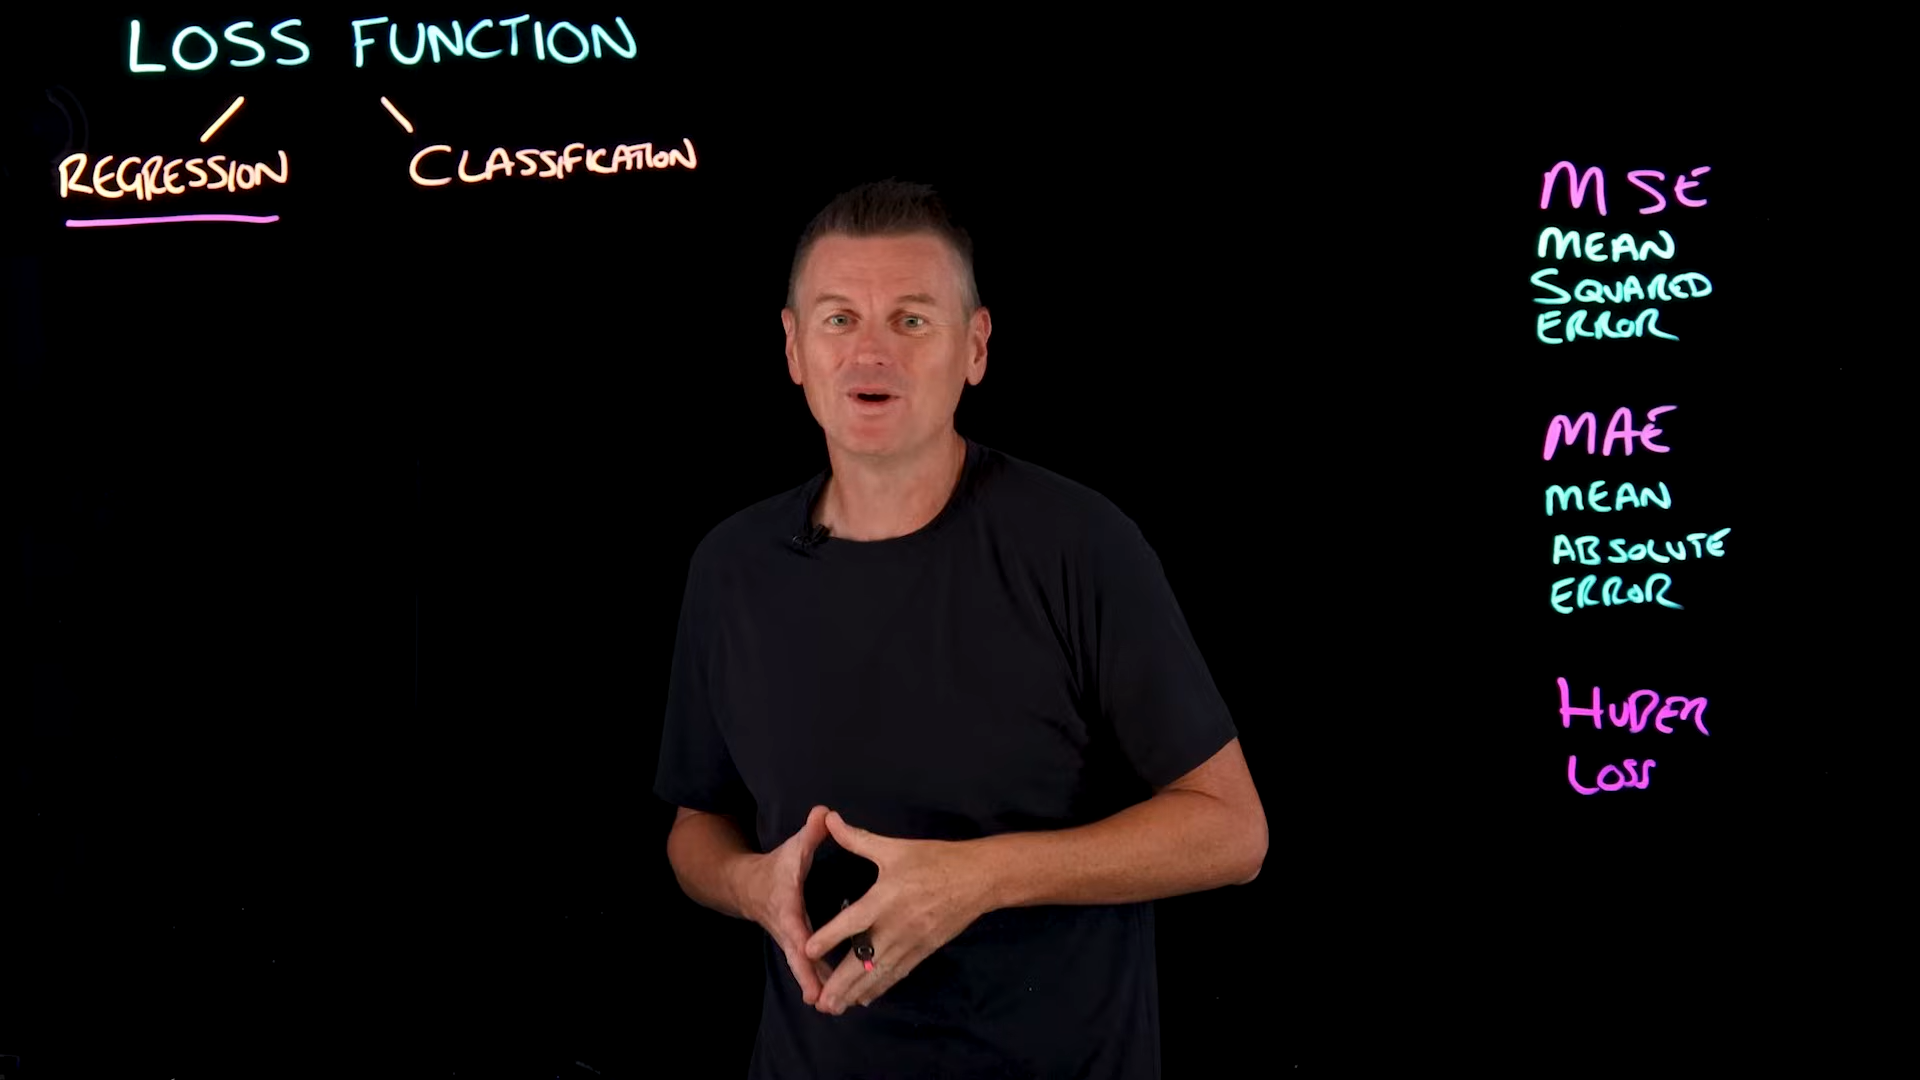 LOSS FUNCTION
REGRESSION
CLASSIFICATION
MSE
MEAN
SQUARED
ERROR
MAE
MEAN
ABSOLUTE
ERROR
HUBER
LOSS